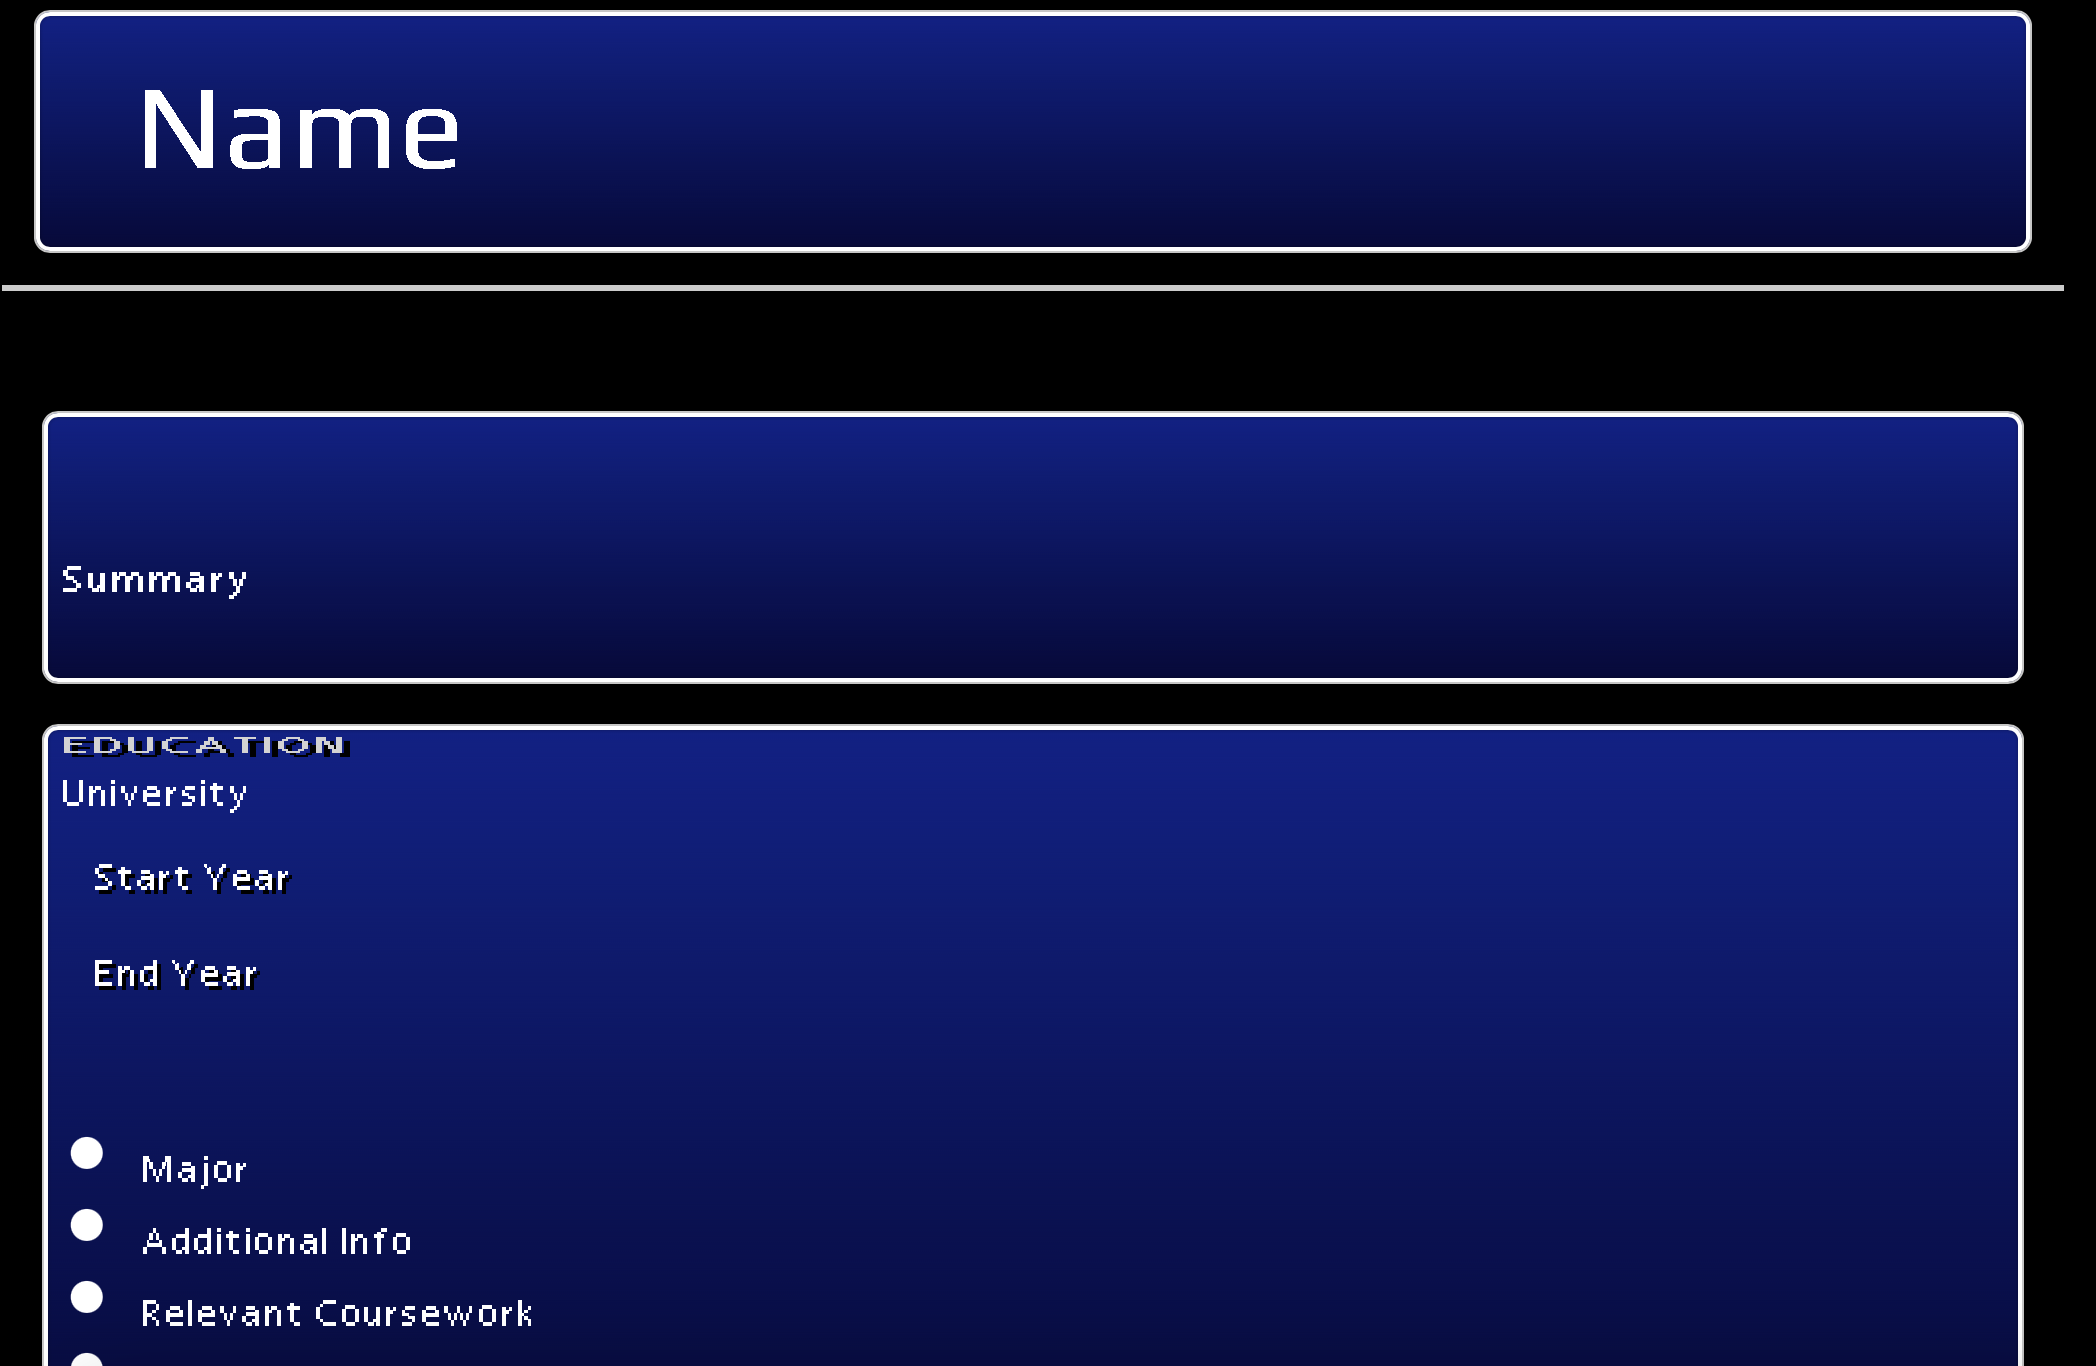 Name
Summary
EDUCATION
University
Start Year
End Year
Major
Additional Info
Relevant Coursework